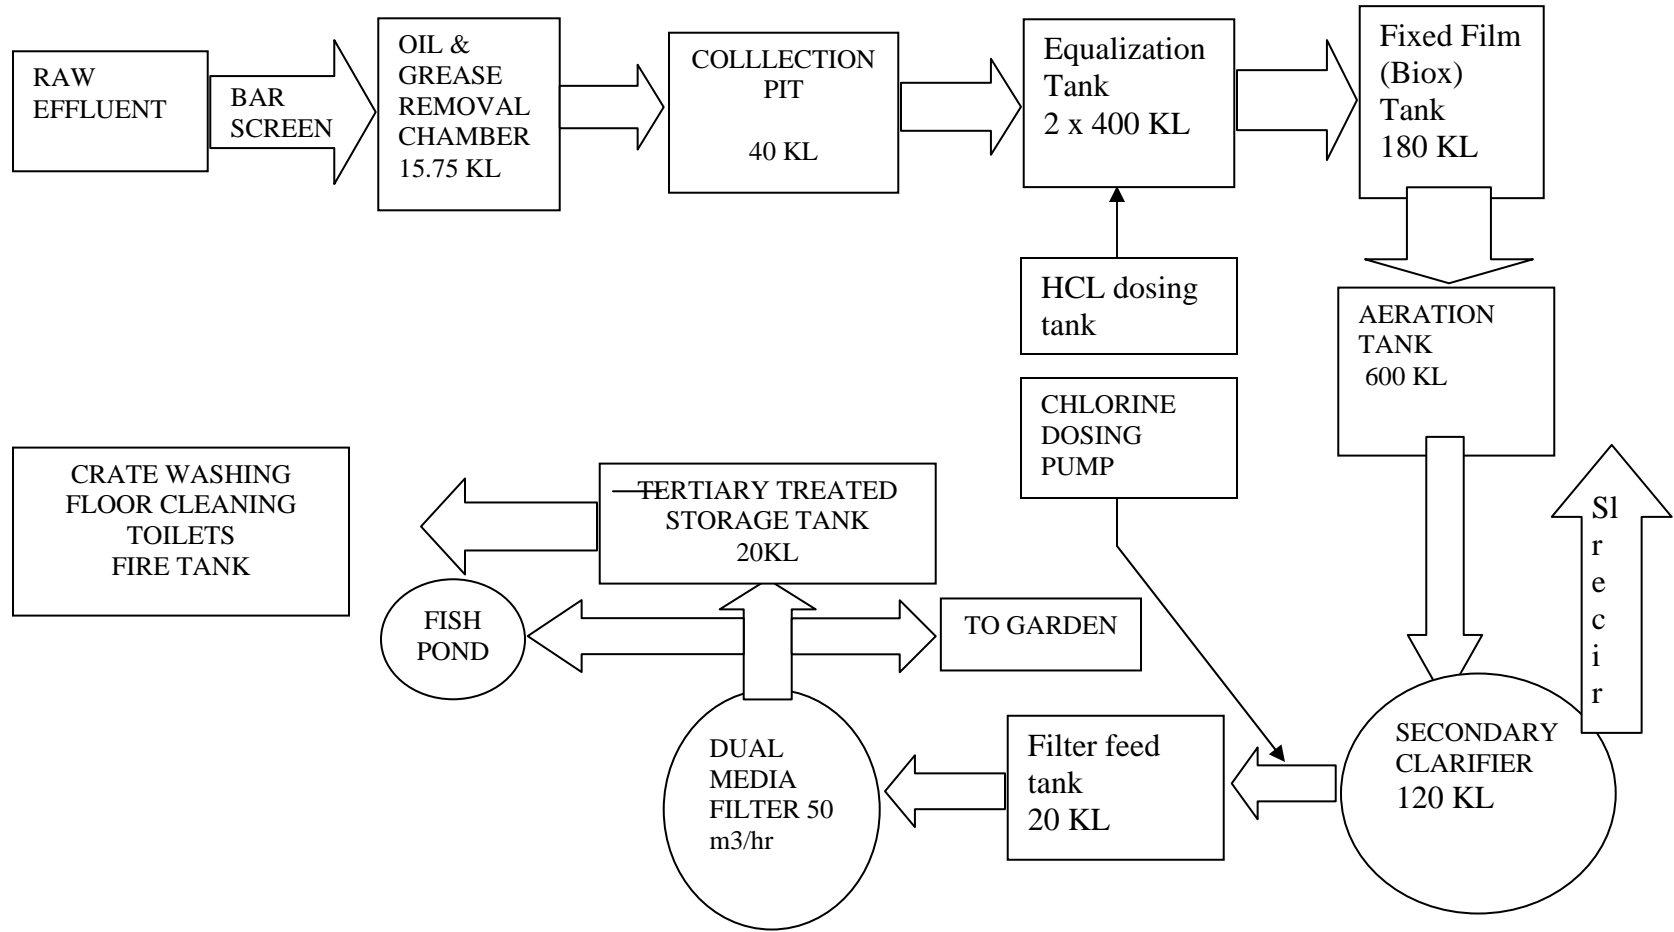 RAW
EFFLUENT
BAR
SCREEN
OIL &
GREASE
REMOVAL
CHAMBER
15.75 KL
COLLLECTION
PIT
40 KL
Equalization
Tank
2 x 400 KL
Fixed Film
(Biox)
Tank
180 KL
HCL dosing
tank
AERATION
TANK
600 KL
CHLORINE
DOSING
PUMP
CRATE WASHING
FLOOR CLEANING
TOILETS
FIRE TANK
TERTIARY TREATED
STORAGE TANK
20KL
Sl
r
e
c
i
r
FISH
POND
TO GARDEN
DUAL
MEDIA
FILTER 50
m3/hr
Filter feed
tank
20 KL
SECONDARY
CLARIFIER
120 KL